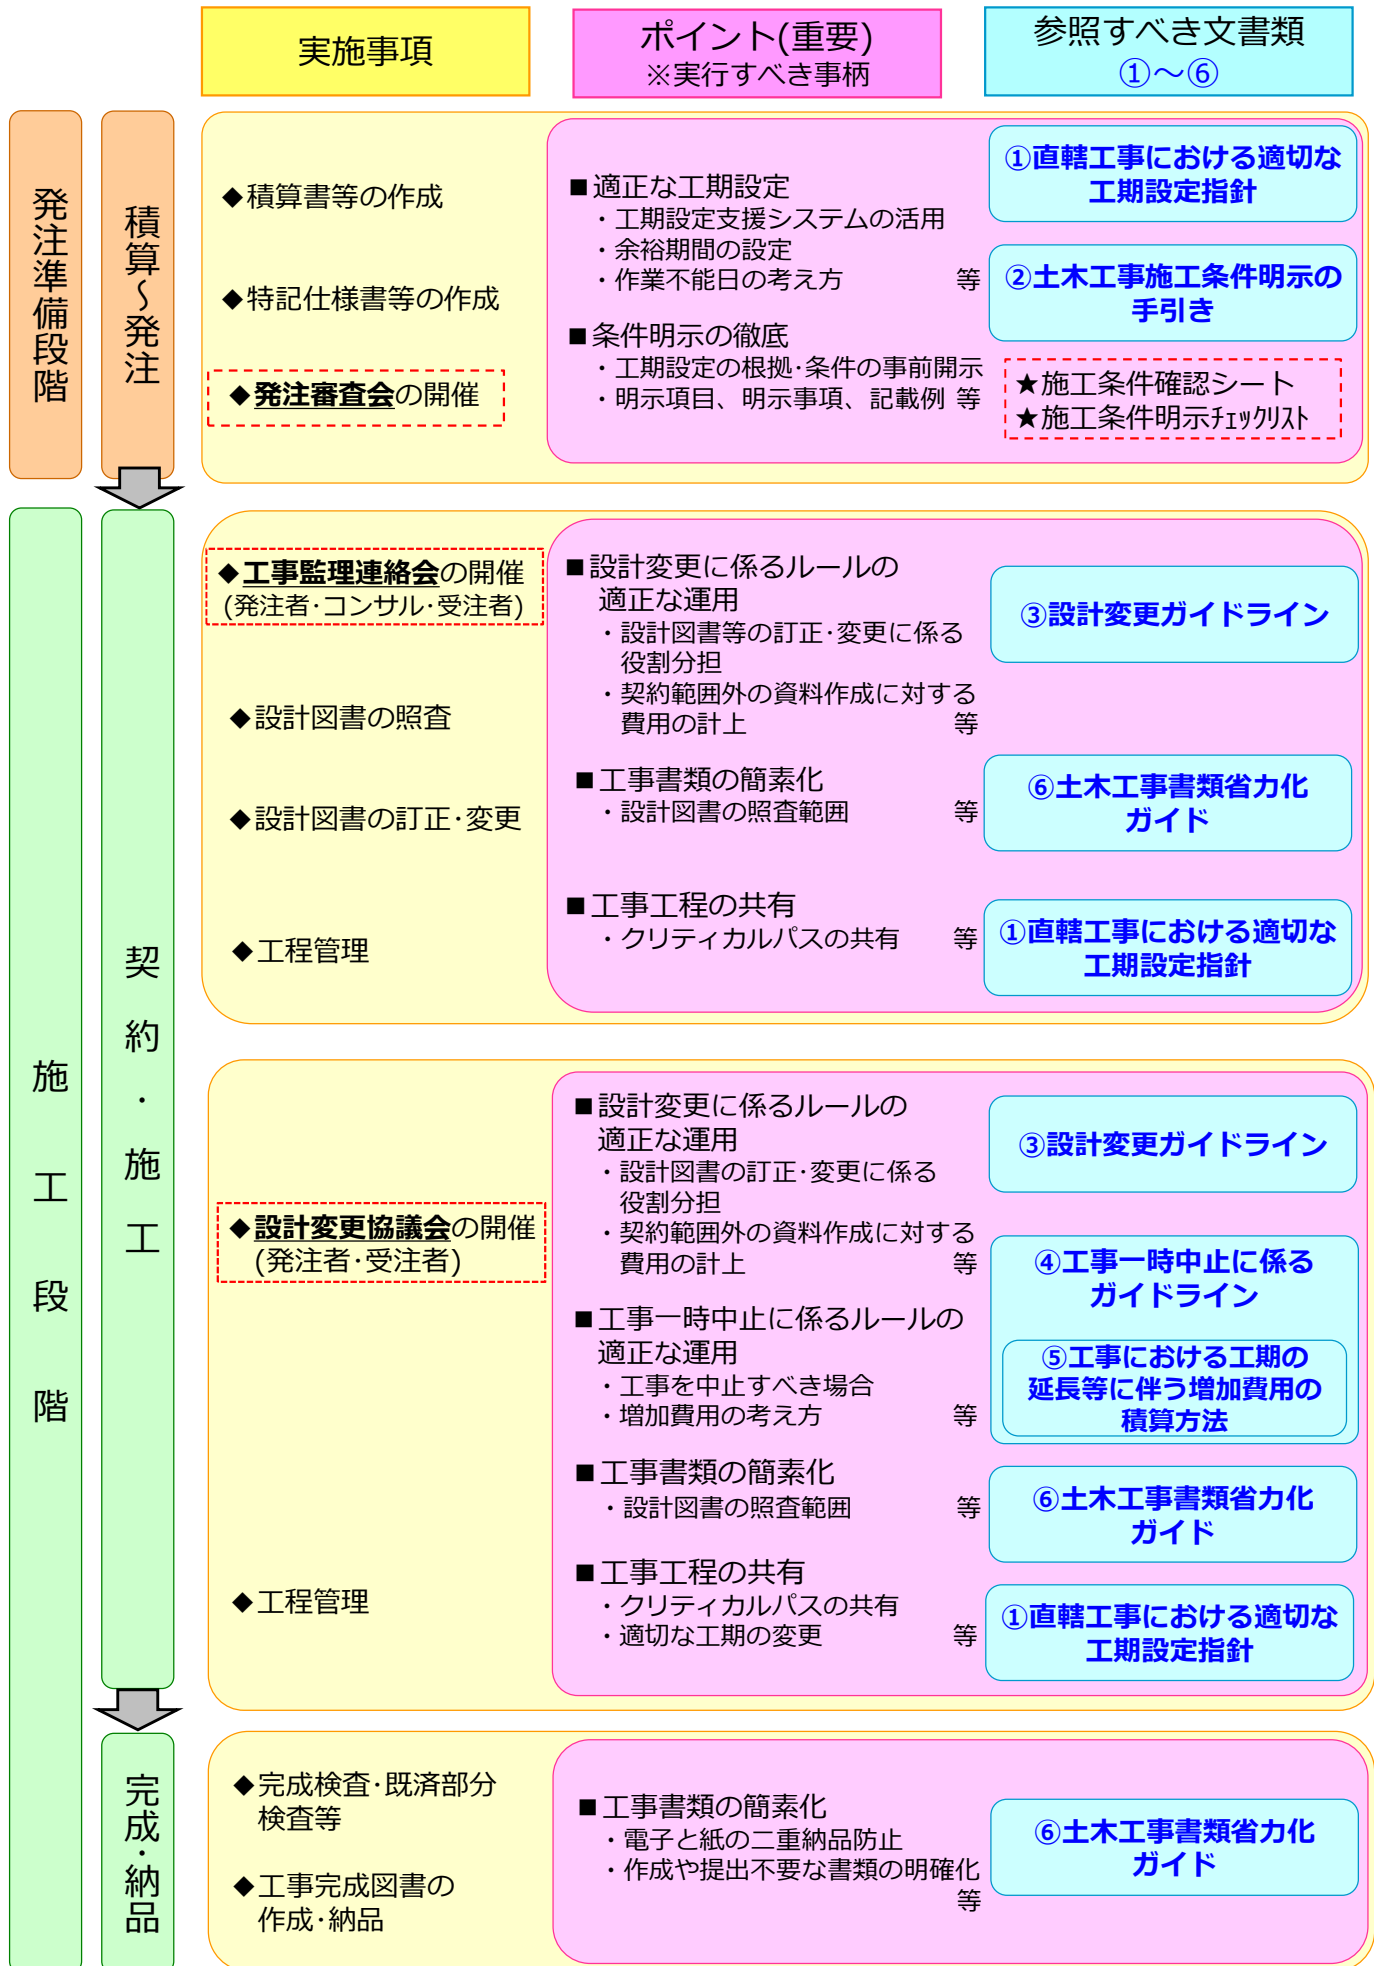 実施事項
ポイント(重要)
※実行すべき事柄
参照すべき文書類
①～⑥
発注準備段階
積算～発注
◆積算書等の作成
◆特記仕様書等の作成
◆発注審査会の開催
■適正な工期設定
・工期設定支援システムの活用
・余裕期間の設定
・作業不能日の考え方 等
■条件明示の徹底
・工期設定の根拠･条件の事前開示
・明示項目、明示事項、記載例 等
①直轄工事における適切な
工期設定指針
②土木工事施工条件明示の
手引き
★施工条件確認シート
★施工条件明示ﾁｪｯｸﾘｽﾄ
施工段階
契約・施工
◆工事監理連絡会の開催
(発注者･コンサル･受注者)
◆設計図書の照査
◆設計図書の訂正･変更
◆工程管理
■設計変更に係るルールの
適正な運用
・設計図書等の訂正･変更に係る
役割分担
・契約範囲外の資料作成に対する
費用の計上 等
■工事書類の簡素化
・設計図書の照査範囲 等
■工事工程の共有
・クリティカルパスの共有 等
③設計変更ガイドライン
⑥土木工事書類省力化
ガイド
①直轄工事における適切な
工期設定指針
◆設計変更協議会の開催
(発注者･受注者)
◆工程管理
■設計変更に係るルールの
適正な運用
・設計図書の訂正･変更に係る
役割分担
・契約範囲外の資料作成に対する
費用の計上 等
■工事一時中止に係るルールの
適正な運用
・工事を中止すべき場合
・増加費用の考え方 等
■工事書類の簡素化
・設計図書の照査範囲 等
■工事工程の共有
・クリティカルパスの共有
・適切な工期の変更 等
③設計変更ガイドライン
④工事一時中止に係る
ガイドライン
⑤工事における工期の
延長等に伴う増加費用の
積算方法
⑥土木工事書類省力化
ガイド
①直轄工事における適切な
工期設定指針
完成･納品
◆完成検査･既済部分
検査等
◆工事完成図書の
作成･納品
■工事書類の簡素化
・電子と紙の二重納品防止
・作成や提出不要な書類の明確化
等
⑥土木工事書類省力化
ガイド